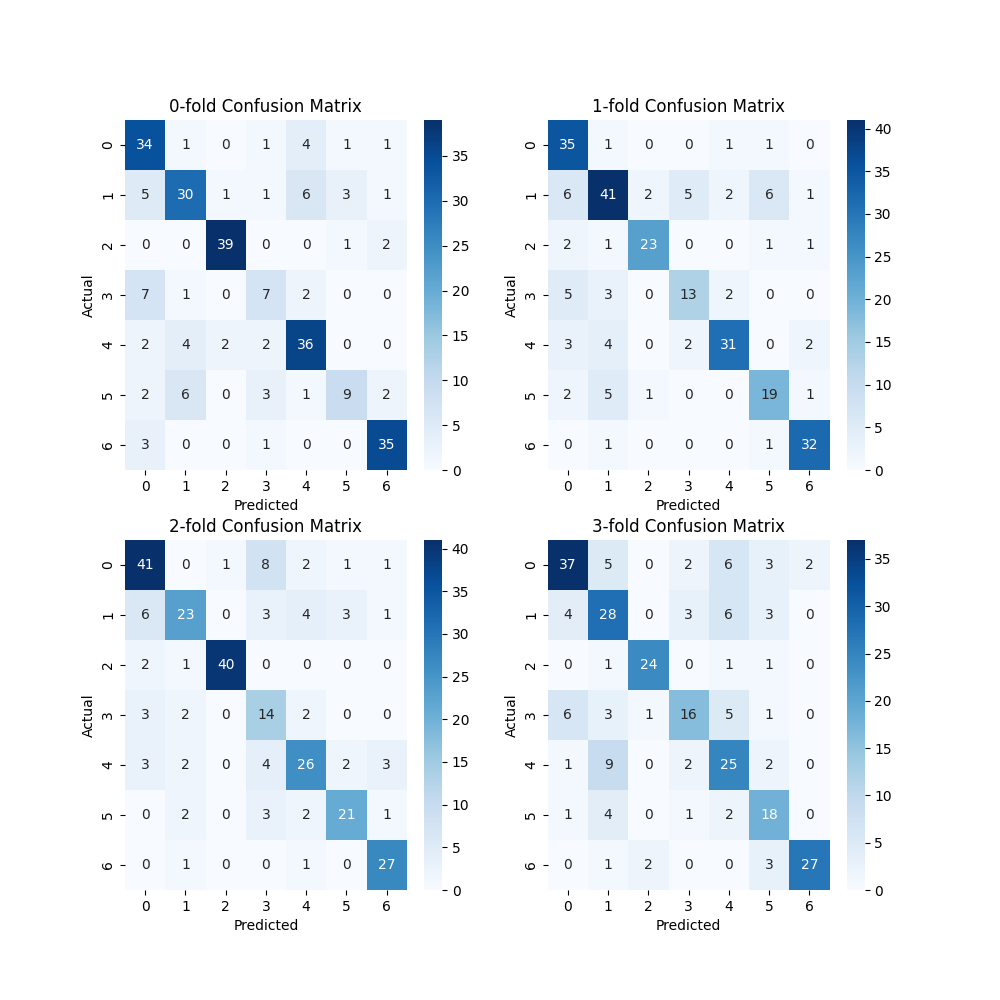 0-fold Confusion Matrix
0 34 1 0 1 4 1 1
1 5 30 1 1 6 3 1
2 0 0 39 0 0 1 2
3 7 1 0 7 2 0 0
4 2 4 2 2 36 0 0
5 2 6 0 3 1 9 2
6 3 0 0 1 0 0 35
0 1 2 3 4 5 6
Predicted
Actual
35
30
25
20
15
10
5
0
1-fold Confusion Matrix
0 35 1 0 0 1 1 0
1 6 41 2 5 2 6 1
2 2 1 23 0 0 1 1
3 5 3 0 13 2 0 0
4 3 4 0 2 31 0 2
5 2 5 1 0 0 19 1
6 0 1 0 0 0 1 32
0 1 2 3 4 5 6
Predicted
Actual
40
35
30
25
20
15
10
5
0
2-fold Confusion Matrix
0 41 0 1 8 2 1 1
1 6 23 0 3 4 3 1
2 2 1 40 0 0 0 0
3 3 2 0 14 2 0 0
4 3 2 0 4 26 2 3
5 0 2 0 3 2 21 1
6 0 1 0 0 1 0 27
0 1 2 3 4 5 6
Predicted
Actual
40
35
30
25
20
15
10
5
0
3-fold Confusion Matrix
0 37 5 0 2 6 3 2
1 4 28 0 3 6 3 0
2 0 1 24 0 1 1 0
3 6 3 1 16 5 1 0
4 1 9 0 2 25 2 0
5 1 4 0 1 2 18 0
6 0 1 2 0 0 3 27
0 1 2 3 4 5 6
Predicted
Actual
35
30
25
20
15
10
5
0